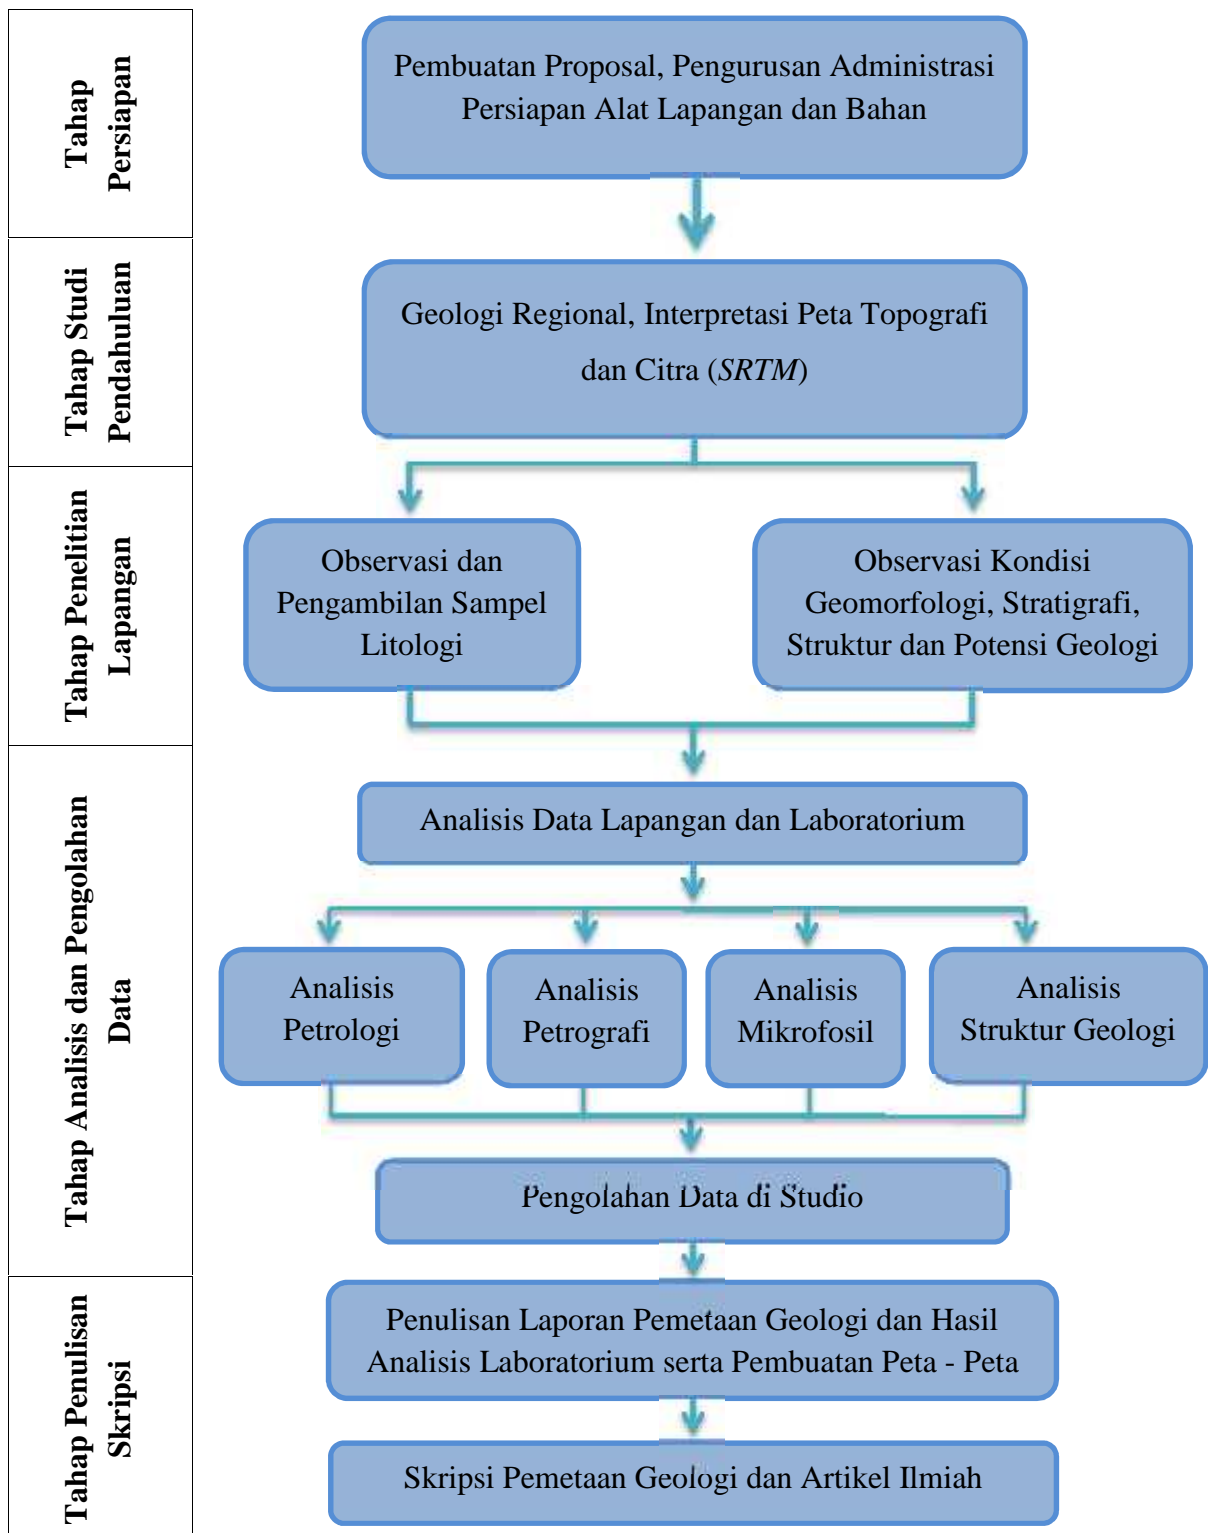 Tahap
Persiapan
Pembuatan Proposal, Pengurusan Administrasi
Persiapan Alat Lapangan dan Bahan
Tahap Studi
Pendahuluan
Geologi Regional, Interpretasi Peta Topografi
dan Citra (SRTM)
Tahap Penelitian
Lapangan
Observasi dan
Pengambilan Sampel
Litologi
Observasi Kondisi
Geomorfologi, Stratigrafi,
Struktur dan Potensi Geologi
Tahap Analisis dan Pengolahan
Data
Analisis Data Lapangan dan Laboratorium
Analisis
Petrologi
Analisis
Petrografi
Analisis
Mikrofosil
Analisis
Struktur Geologi
Pengolahan Data di Studio
Tahap Penulisan
Skripsi
Penulisan Laporan Pemetaan Geologi dan Hasil
Analisis Laboratorium serta Pembuatan Peta - Peta
Skripsi Pemetaan Geologi dan Artikel Ilmiah